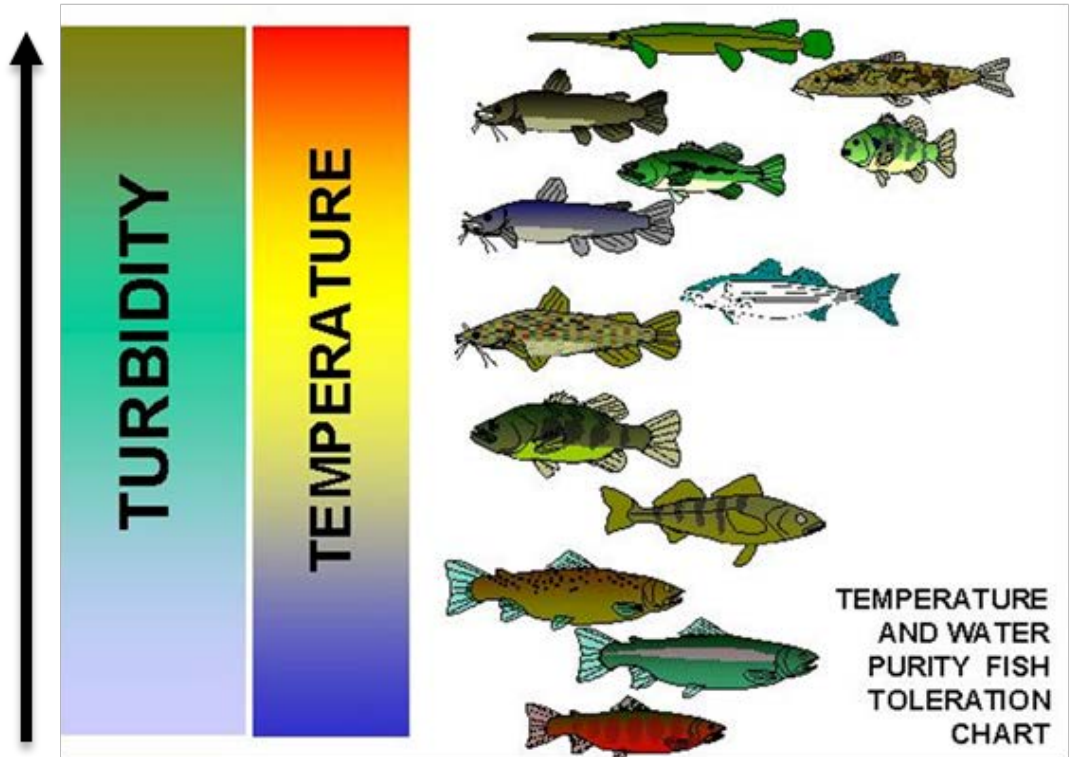 TURBIDITY
TEMPERATURE
TEMPERATURE
AND WATER
PURITY FISH
TOLERATION
CHART